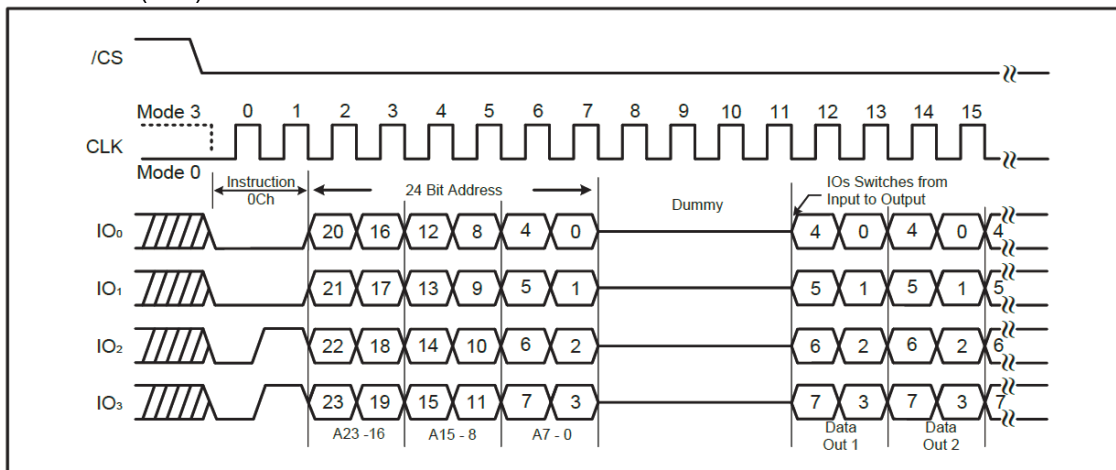 /CS
Mode 3 0 1 2 3 4 5 6 7 8 9 10 11 12 13 14 15
CLK
Mode 0
Instruction
0Ch
24 Bit Address
Dummy
IOs Switches from
Input to Output
IO₀ 20 16 12 8 4 0 4 0 4 0 4
IO₁ 21 17 13 9 5 1 5 1 5 1 5
IO₂ 22 18 14 10 6 2 6 2 6 2 6
IO₃ 23 19 15 11 7 3 7 3 7 3 7
A23 -16 A15 - 8 A7 - 0 Data Out 1 Data Out 2